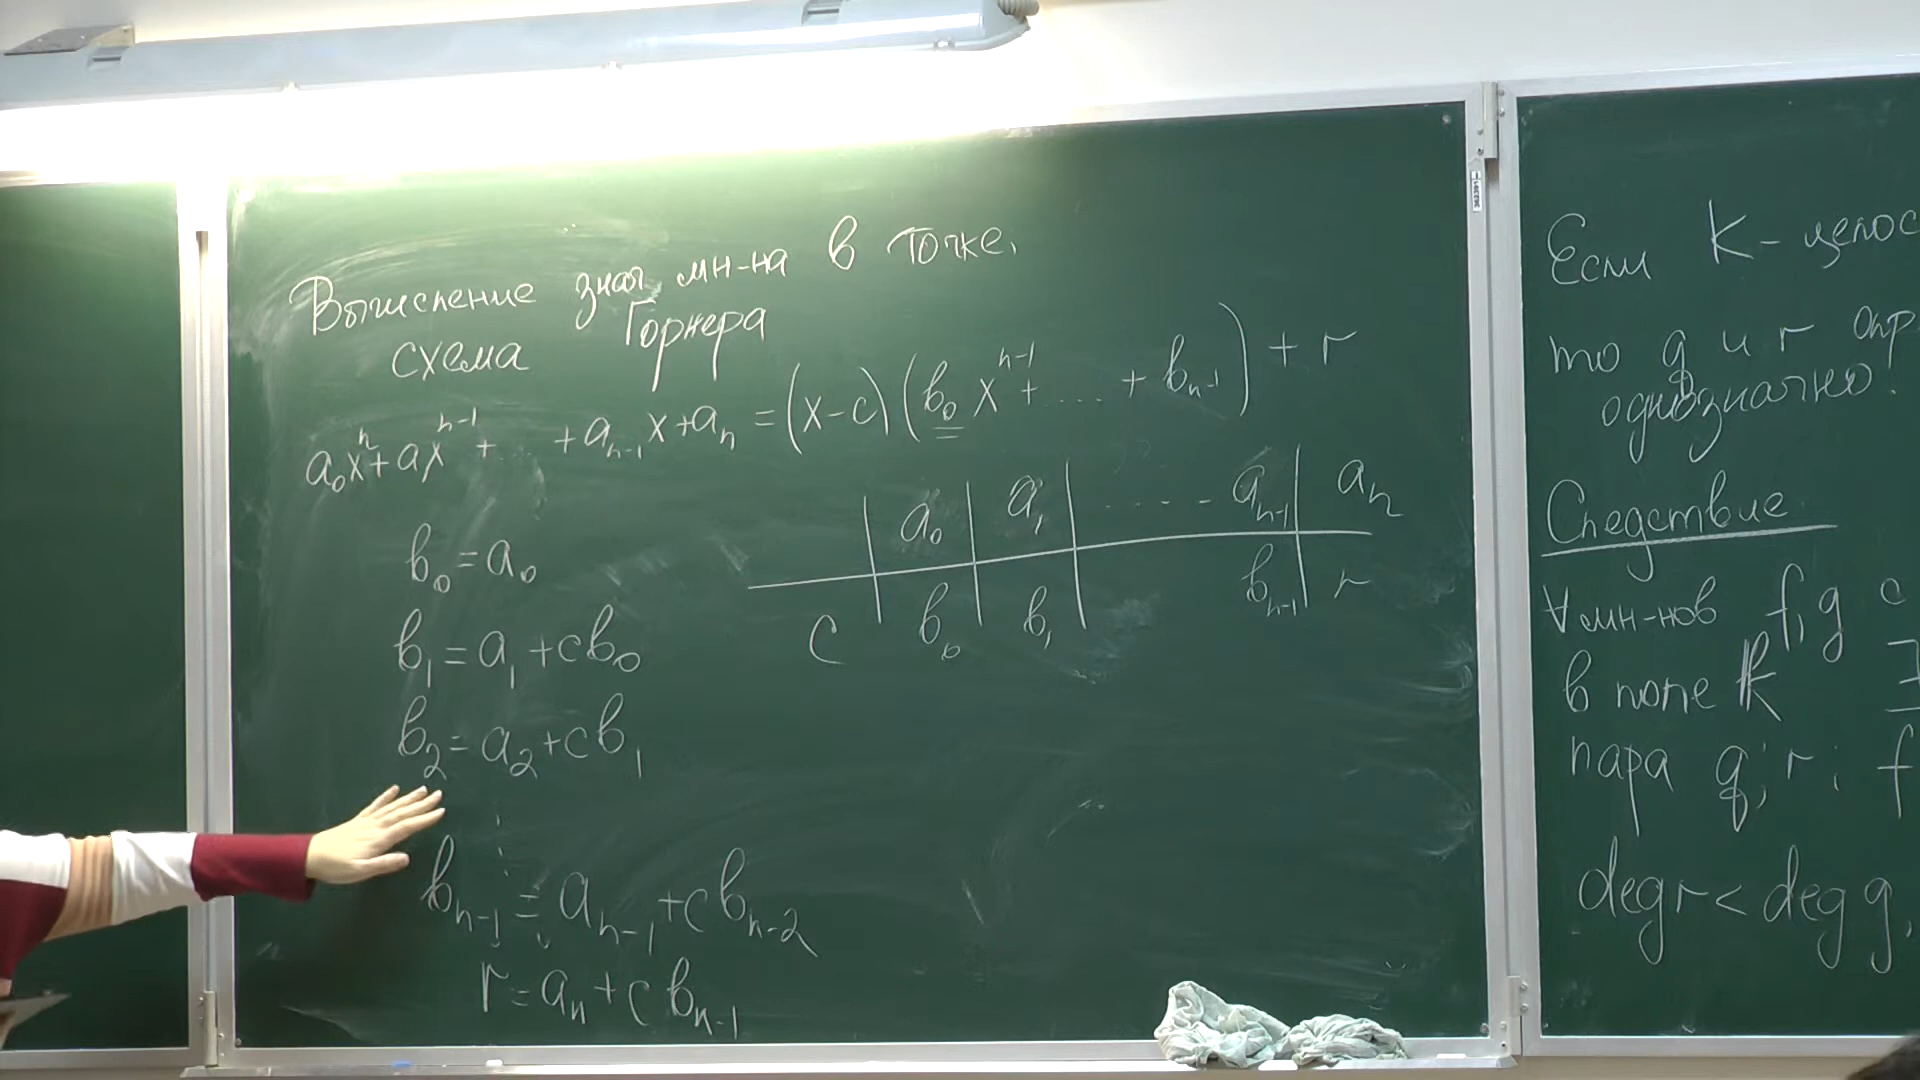 Вычисление знач мн-на в точке.
схема Горнера
a₀xⁿ+axⁿ⁻¹+ ... +aₙ₋₁x+aₙ=(x-c)(b₀xⁿ⁻¹+....+bₙ₋₁)+r
b₀=a₀
b₁=a₁+cb₀
b₂=a₂+cb₁
bₙ₋₁=aₙ₋₁+cbₙ₋₂
r=aₙ+cbₙ₋₁
a₀ a₁ ..... aₙ₋₁ aₙ
c b₀ b₁ bₙ₋₁ r
Если K-целос
то q и r опр
однозначно.
Следствие
∀ мн-нов f,g с
в поле K ∃
пара q, r; f
deg r< deg g,